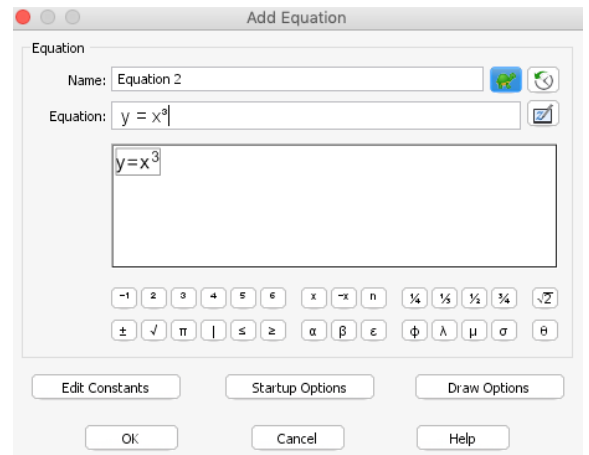 Add Equation
Equation
Name: Equation 2
Equation: y = x³
y=x³
⁻¹ ² ³ ⁴ ⁵ ⁶ ˣ ⁻ˣ ⁿ ¼ ⅓ ½ ¾ √2
± √ π | ≤ ≥ α β ε ϕ λ μ σ θ
Edit Constants Startup Options Draw Options
OK Cancel Help